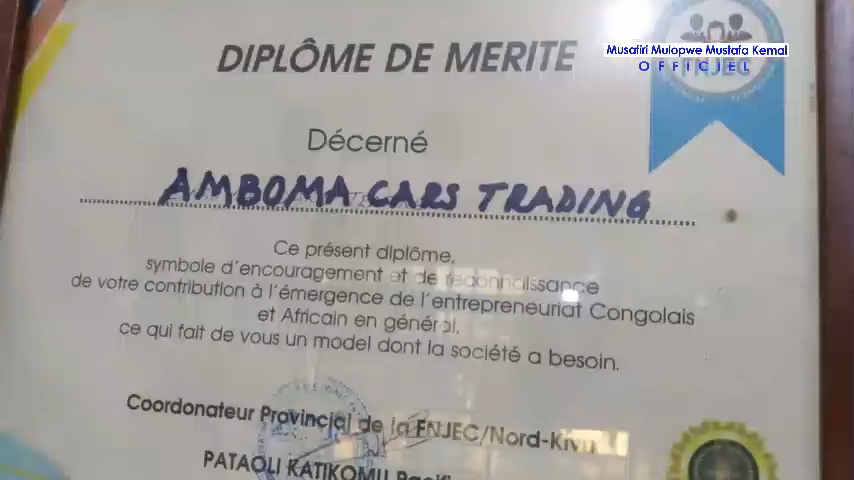 DIPLÔME DE MERITE
Musafiri Mulopwe Mustafa Kemal
OFFICIEL
FNJEC
Décerné
AMBOMA CARS TRADING
Ce présent diplôme,
symbole d'encouragement et de reconnaissance
de votre contribution à l'émergence de l'entrepreneuriat Congolais
et Africain en général.
ce qui fait de vous un model dont la société a besoin.
Coordonateur Provincial de la FNJEC/Nord-Kivu
PATAOLI KATIKOMU